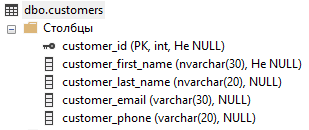 dbo.customers
Столбцы
customer_id (PK, int, Не NULL)
customer_first_name (nvarchar(30), Не NULL)
customer_last_name (nvarchar(20), NULL)
customer_email (varchar(30), NULL)
customer_phone (varchar(20), NULL)